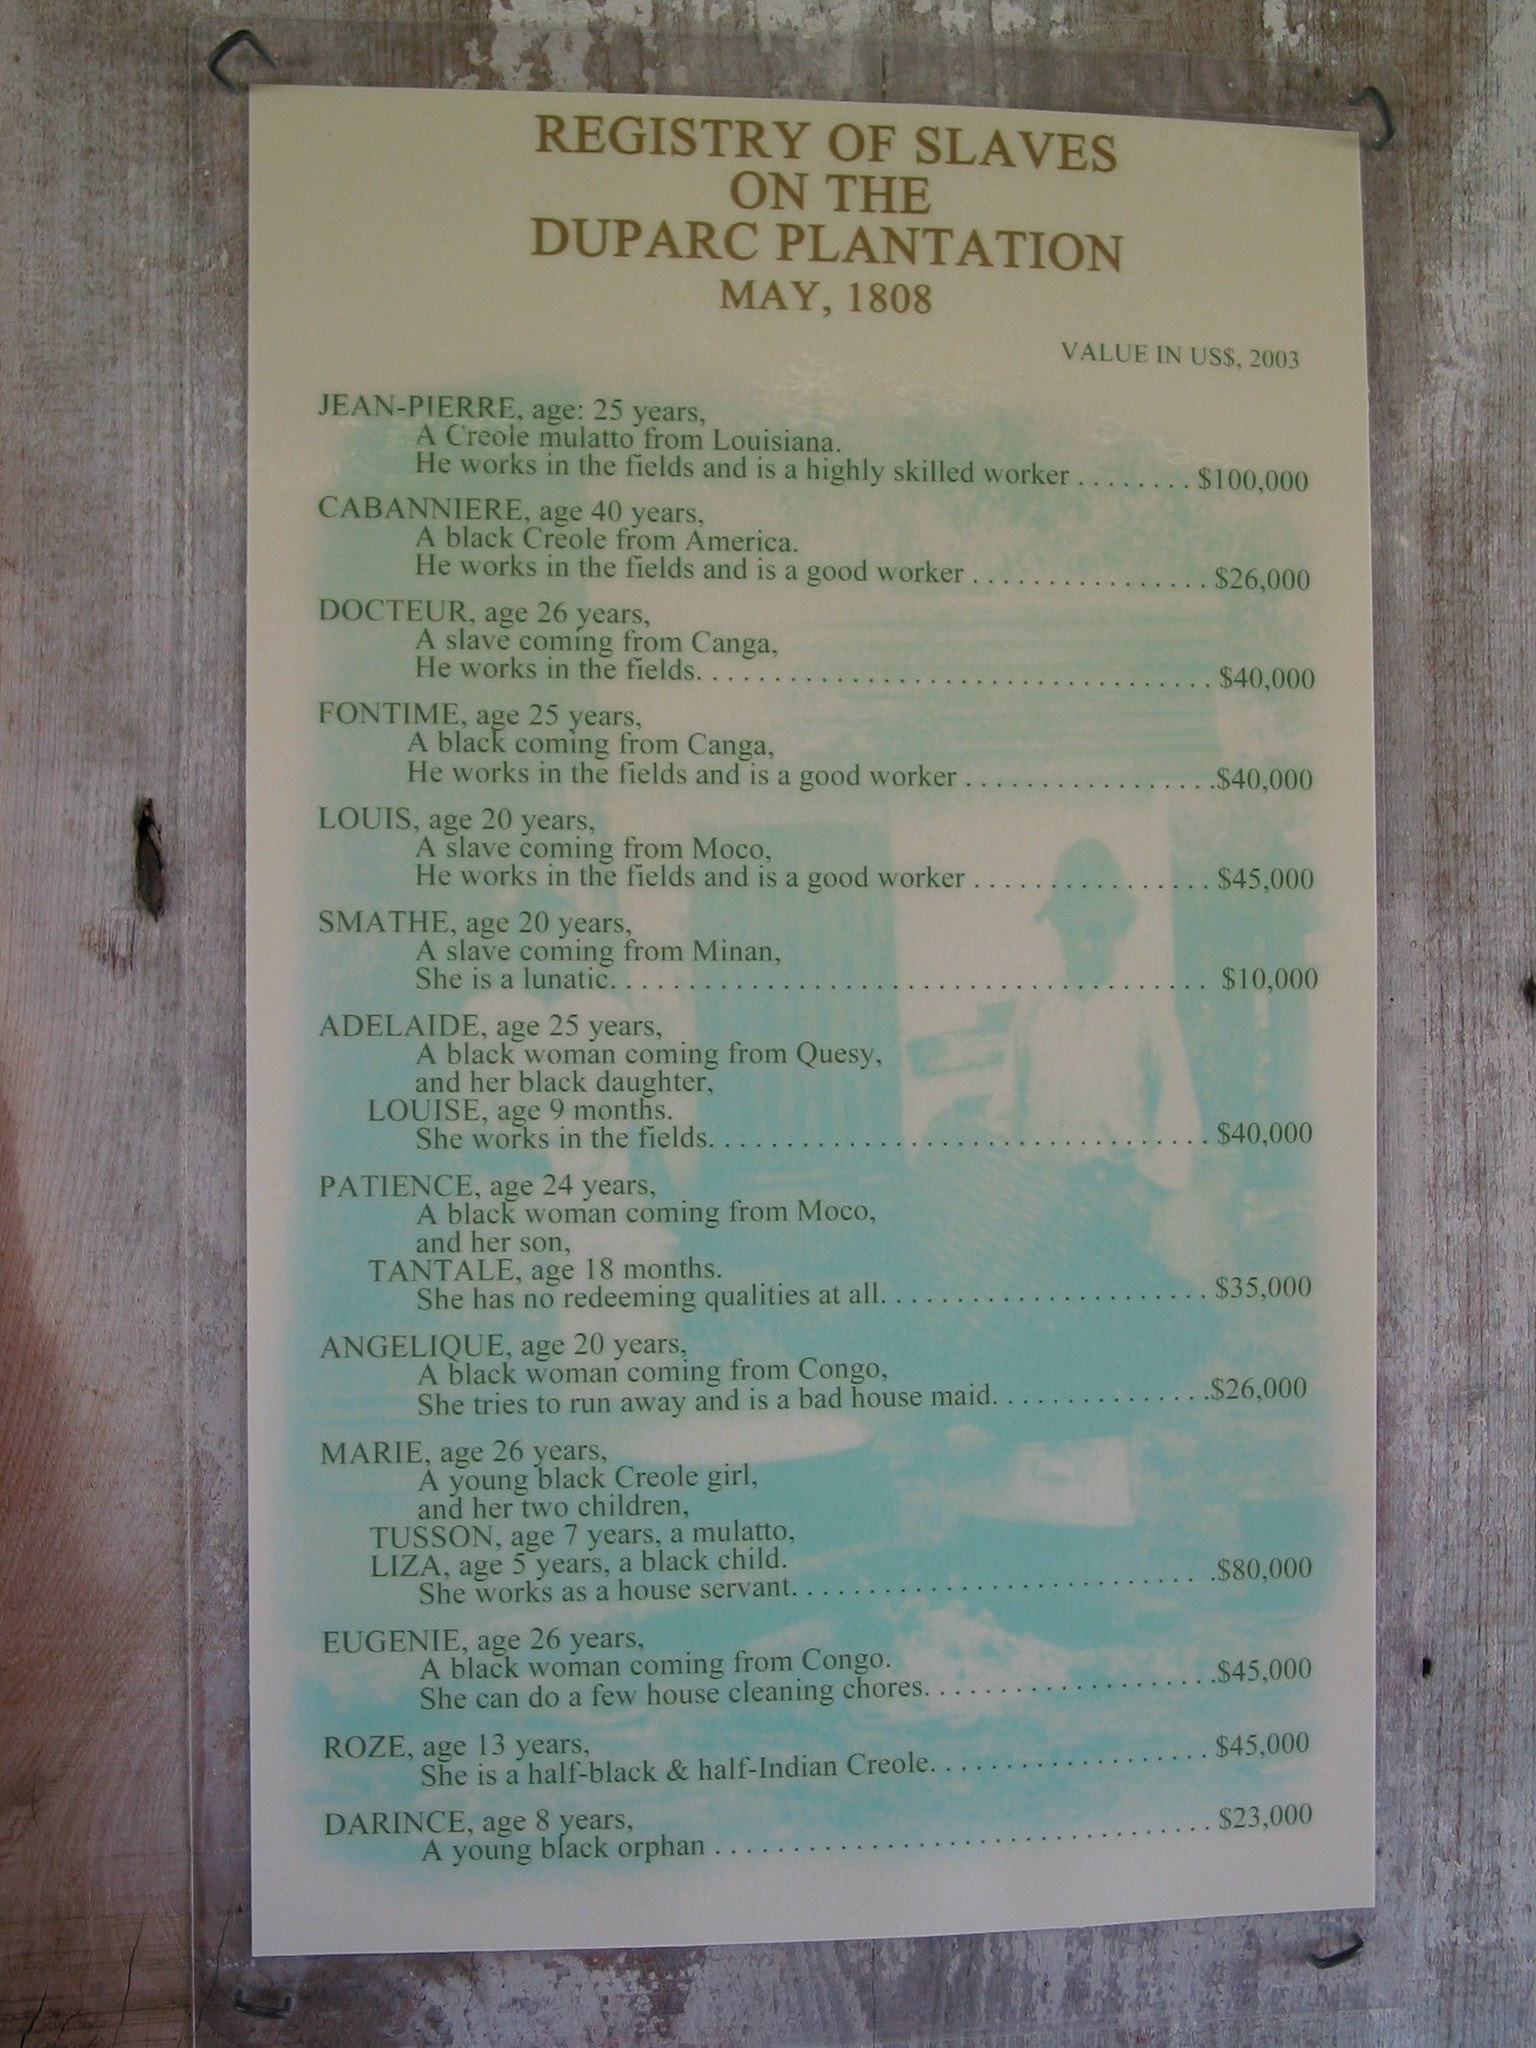 REGISTRY OF SLAVES
ON THE
DUPARC PLANTATION
MAY, 1808
VALUE IN US$, 2003
JEAN-PIERRE, age: 25 years,
A Creole mulatto from Louisiana.
He works in the fields and is a highly skilled worker ........ $100,000
CABANNIERE, age 40 years,
A black Creole from America.
He works in the fields and is a good worker ................ $26,000
DOCTEUR, age 26 years,
A slave coming from Canga,
He works in the fields.................................. $40,000
FONTIME, age 25 years,
A black coming from Canga,
He works in the fields and is a good worker .................$40,000
LOUIS, age 20 years,
A slave coming from Moco,
He works in the fields and is a good worker ................ $45,000
SMATHE, age 20 years,
A slave coming from Minan,
She is a lunatic....................................... $10,000
ADELAIDE, age 25 years,
A black woman coming from Quesy,
and her black daughter,
LOUISE, age 9 months.
She works in the fields................................. $40,000
PATIENCE, age 24 years,
A black woman coming from Moco,
and her son,
TANTALE, age 18 months.
She has no redeeming qualities at all...................... $35,000
ANGELIQUE, age 20 years,
A black woman coming from Congo,
She tries to run away and is a bad house maid...............$26,000
MARIE, age 26 years,
A young black Creole girl,
and her two children,
TUSSON, age 7 years, a mulatto,
LIZA, age 5 years, a black child.
She works as a house servant............................$80,000
EUGENIE, age 26 years,
A black woman coming from Congo.
She can do a few house cleaning chores....................$45,000
ROZE, age 13 years,
She is a half-black & half-Indian Creole................... $45,000
DARINCE, age 8 years,
A young black orphan ................................. $23,000